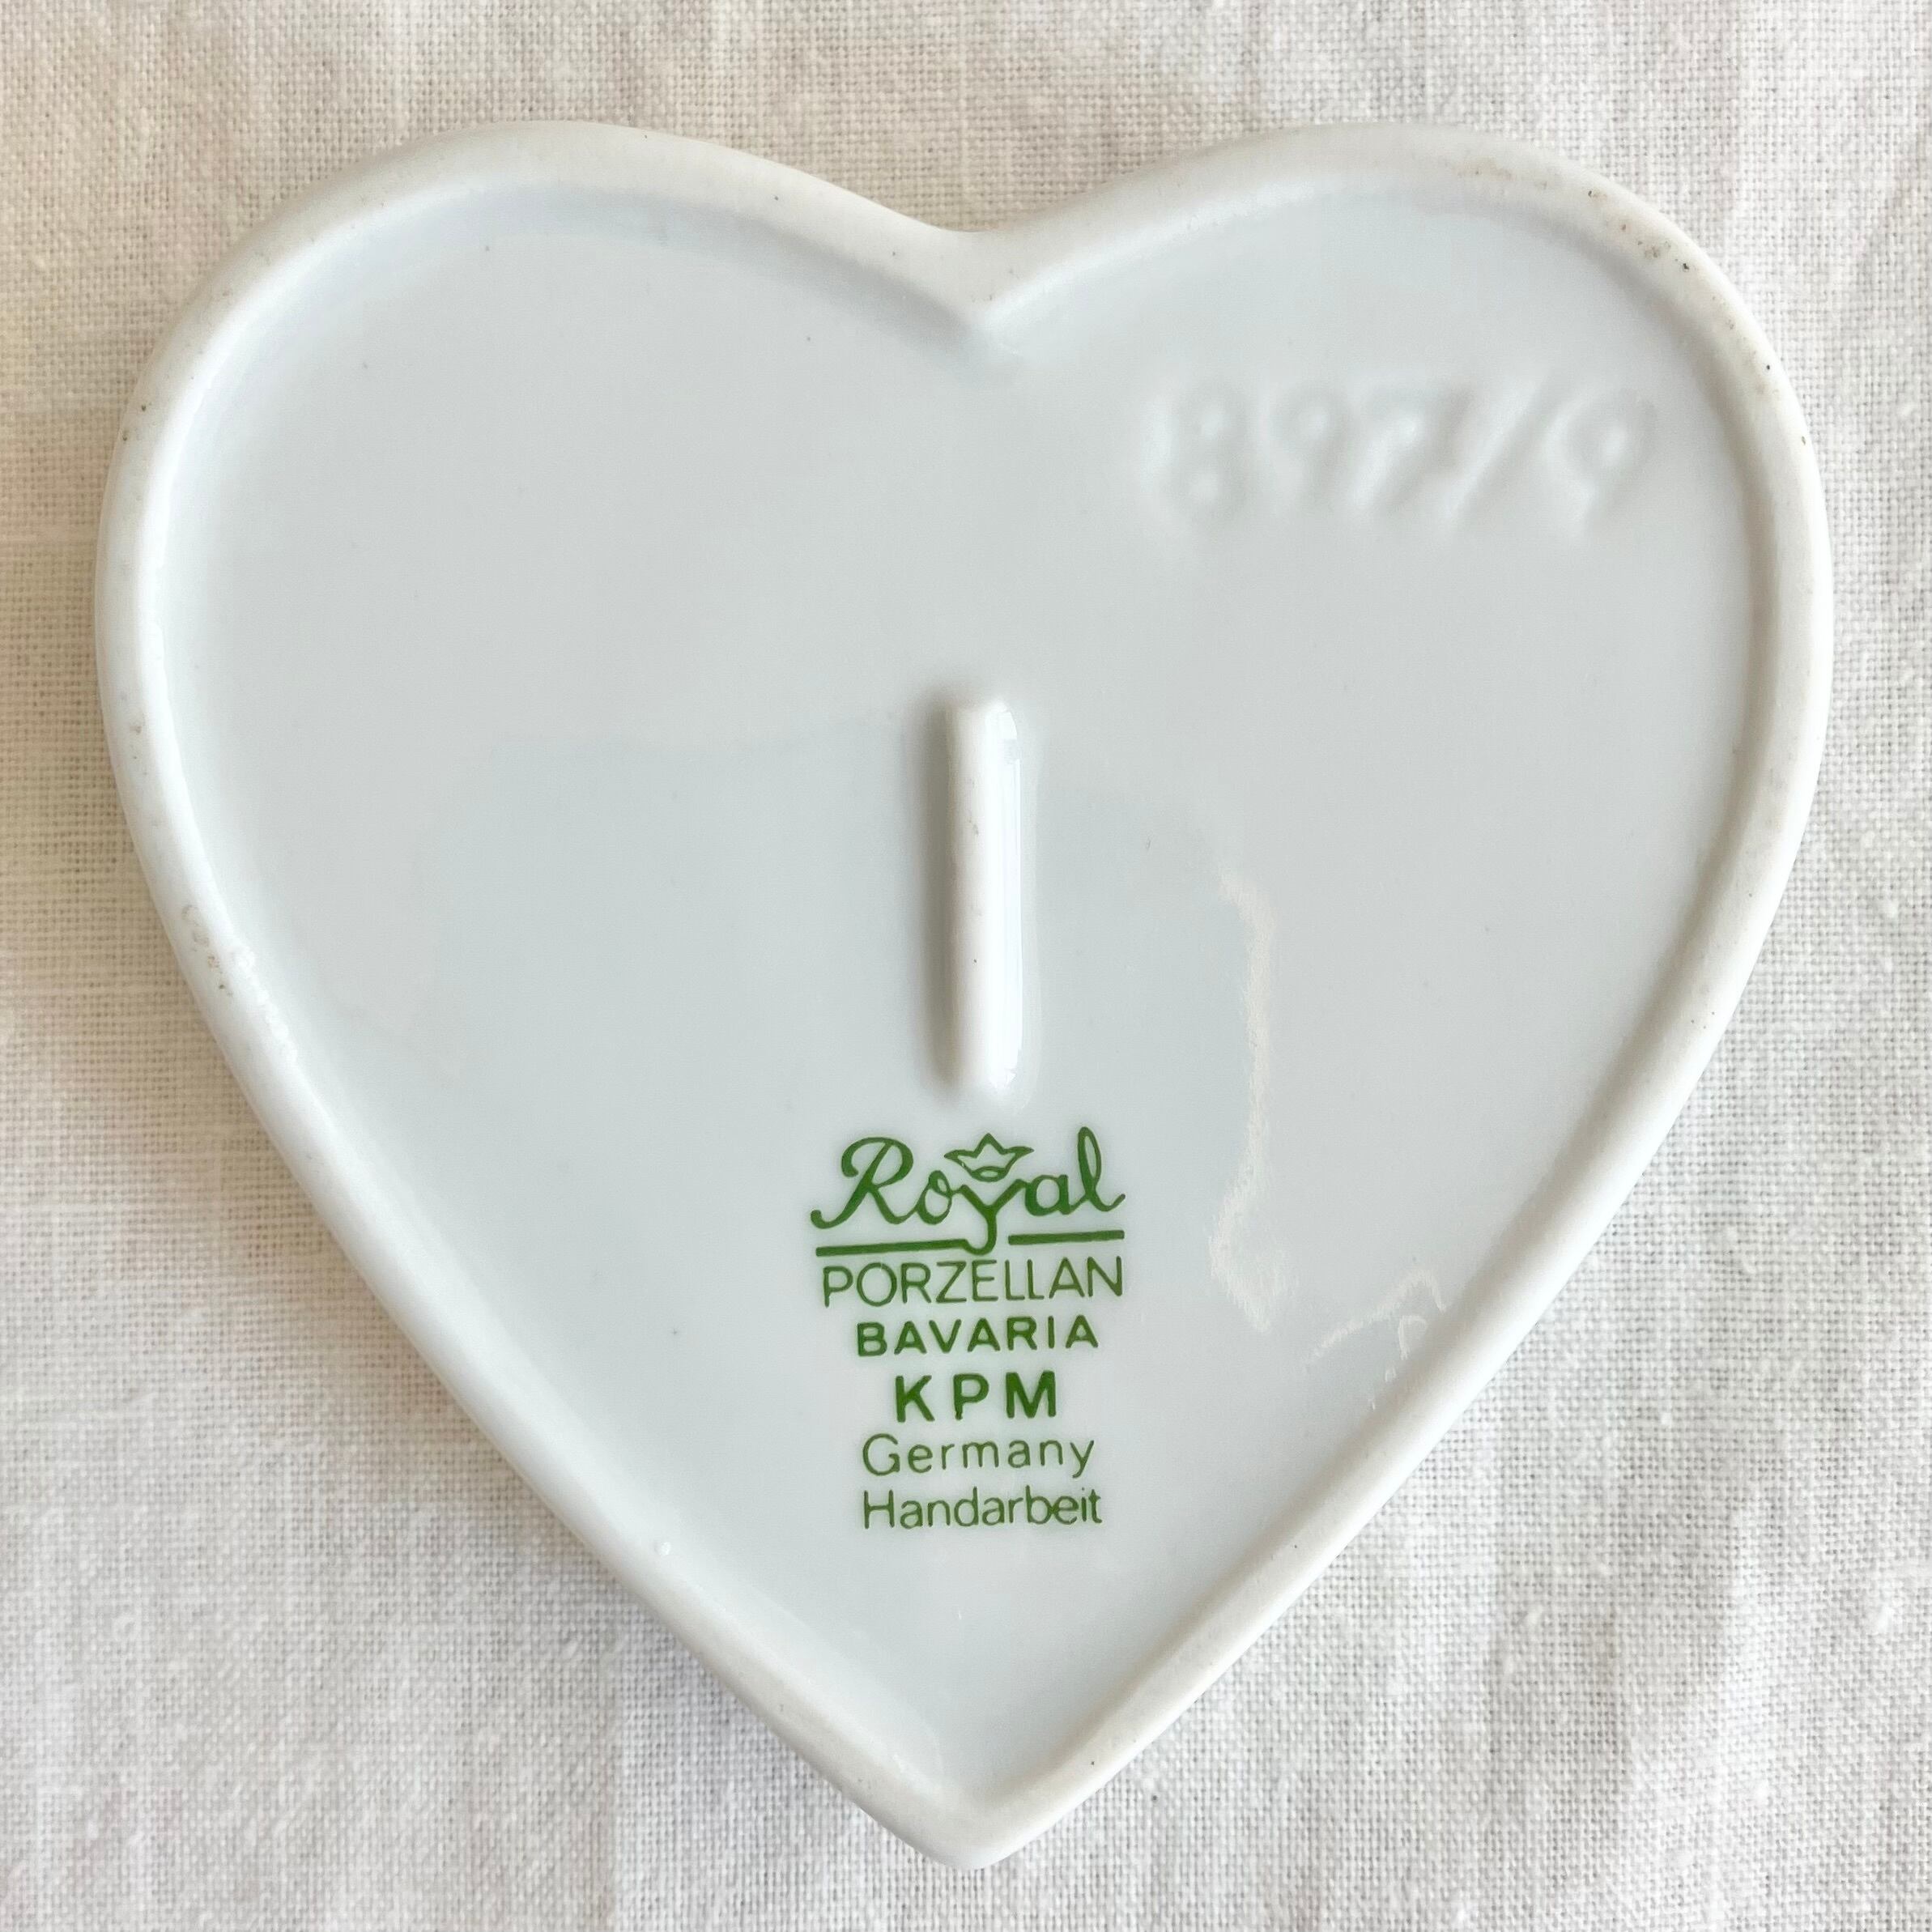 897/9
Royal
PORZELLAN
BAVARIA
KPM
Germany
Handarbeit